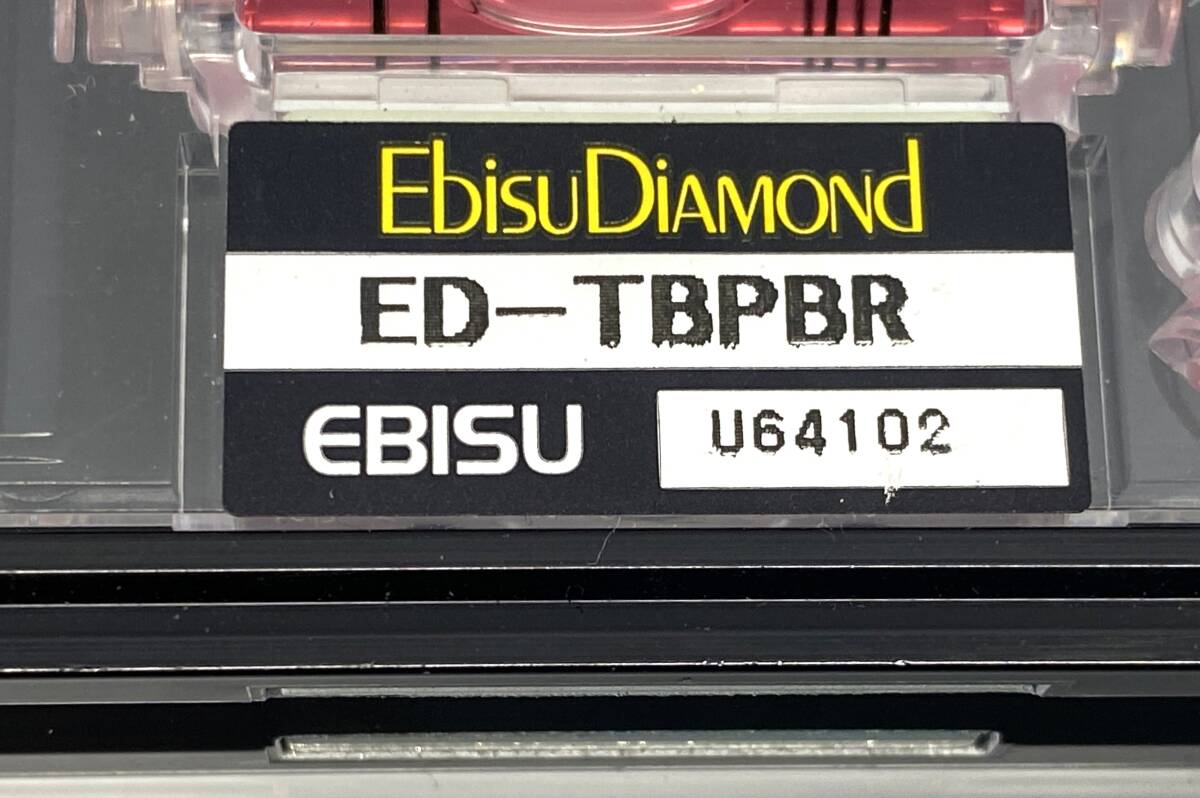 EbisuDiamond
ED-TBPBR
EBISU U64102